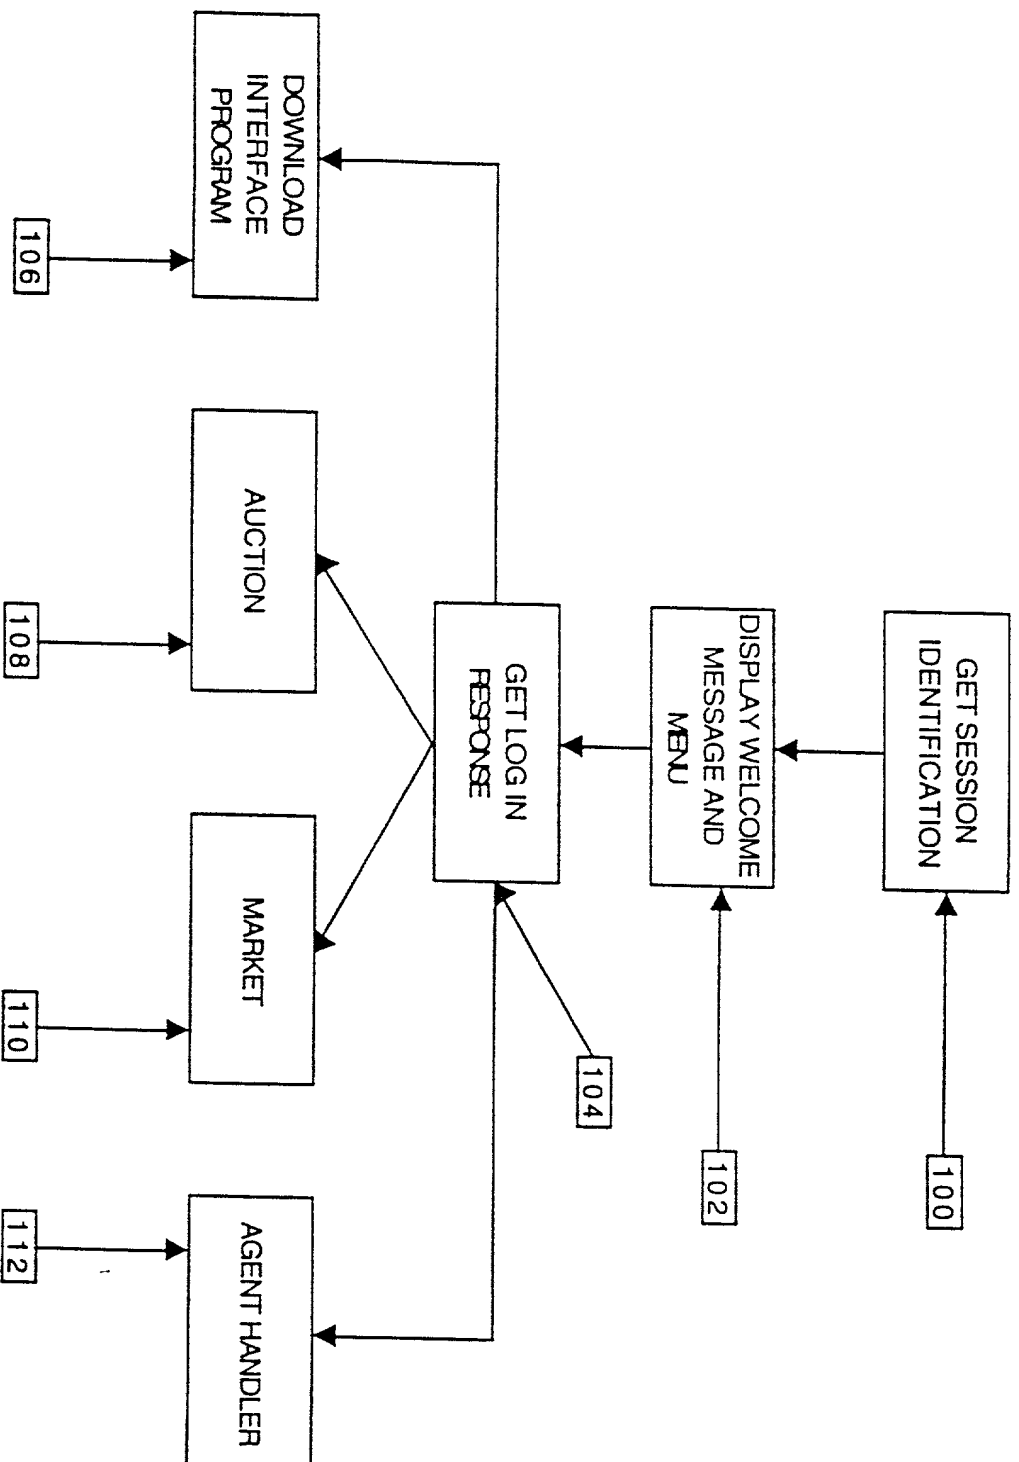 GET SESSION
IDENTIFICATION
100
DISPLAY WELCOME
MESSAGE AND
MENU
102
GET LOG IN
RESPONSE
104
DOWNLOAD
INTERFACE
PROGRAM
AUCTION
MARKET
AGENT HANDLER
106
108
110
112